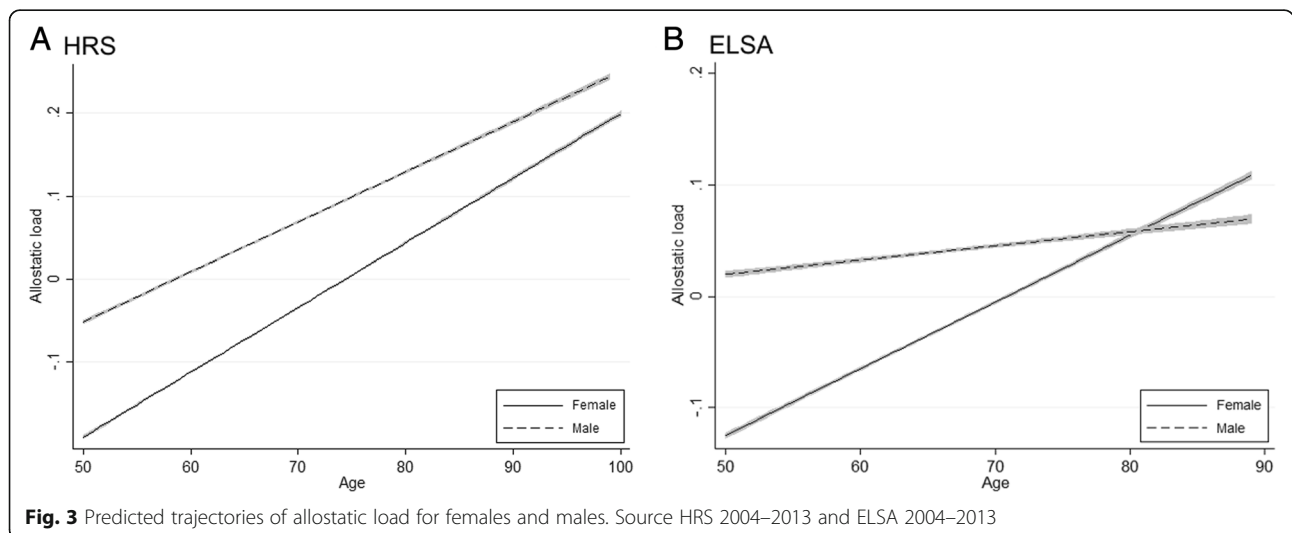 A HRS
Allostatic load
.2
.1
0
-.1
50 60 70 80 90 100
Age
Female
Male
B ELSA
Allostatic load
.2
.1
0
-.1
50 60 70 80 90
Age
Female
Male
Fig. 3 Predicted trajectories of allostatic load for females and males. Source HRS 2004–2013 and ELSA 2004–2013